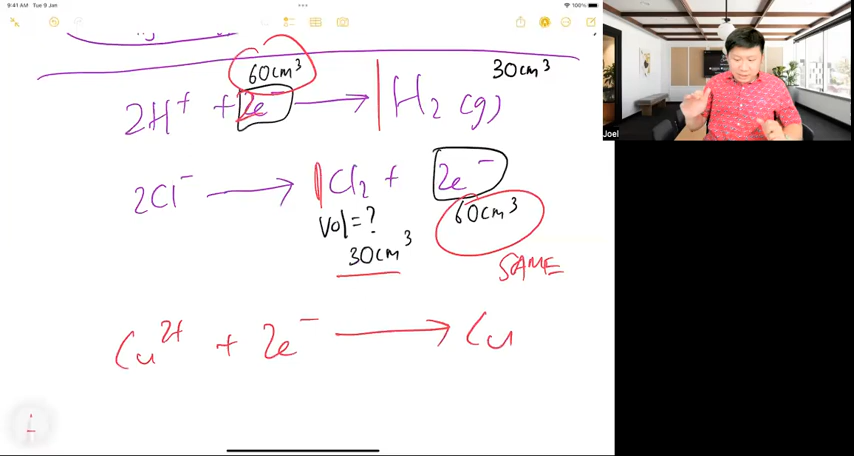 9:41 AM Tue 9 Jan
100%
60cm³
30cm³
2H⁺ + 2e → H₂ (g)
2Cl⁻ → 1Cl₂ + 2e⁻
Vol = ?
60cm³
30cm³
SAME
Cu²⁺ + 2e⁻ → Cu
Joel